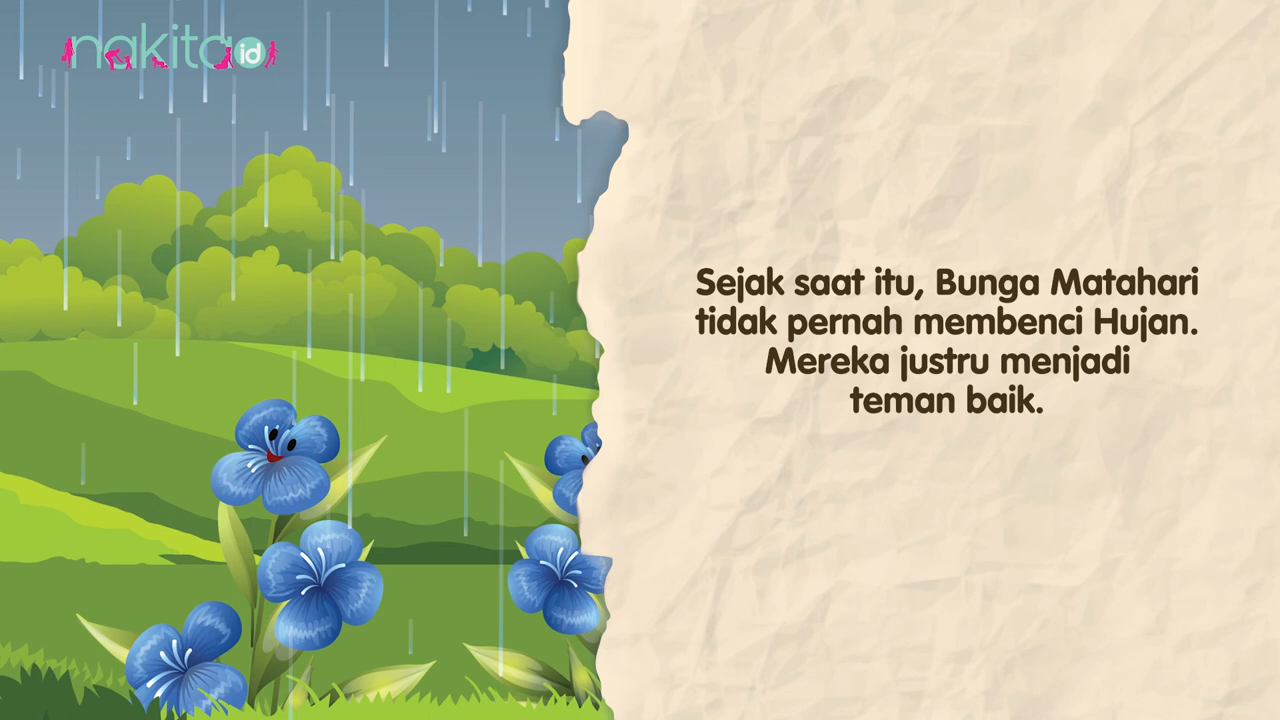 nakita id
Sejak saat itu, Bunga Matahari
tidak pernah membenci Hujan.
Mereka justru menjadi
teman baik.